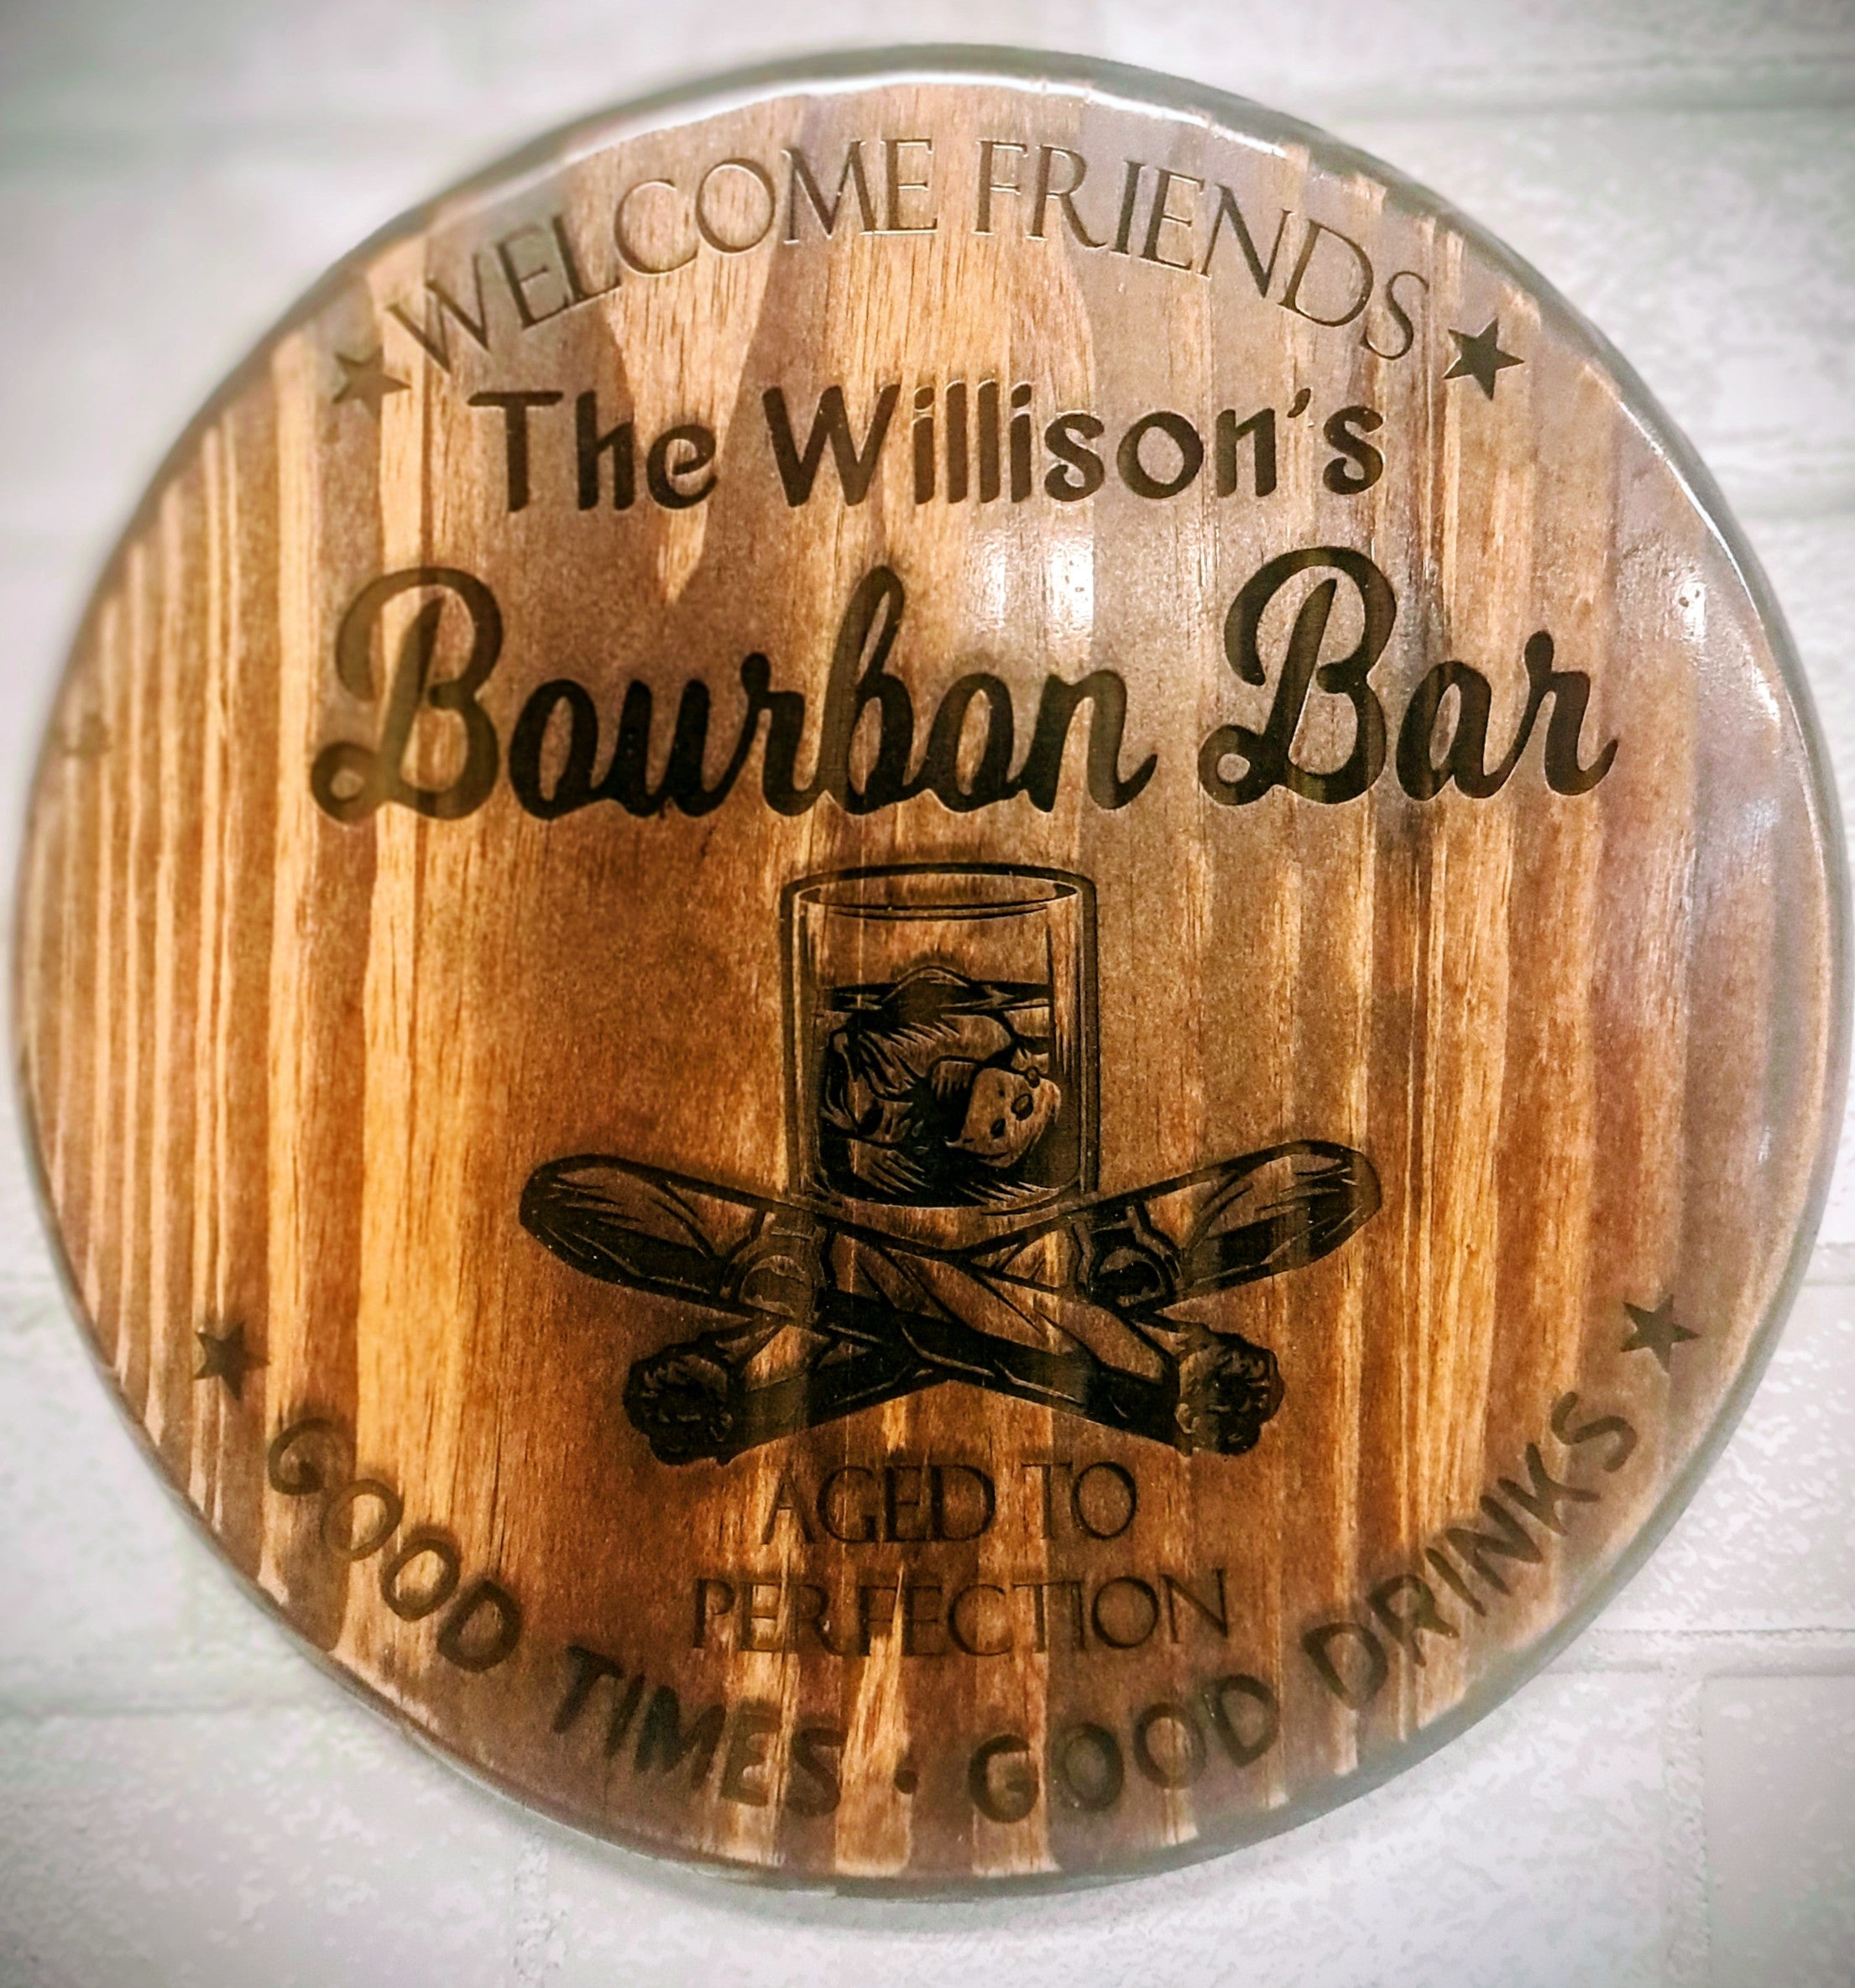 WELCOME FRIENDS
The Willison's
Bourbon Bar
AGED TO
PERFECTION
GOOD TIMES · GOOD DRINKS